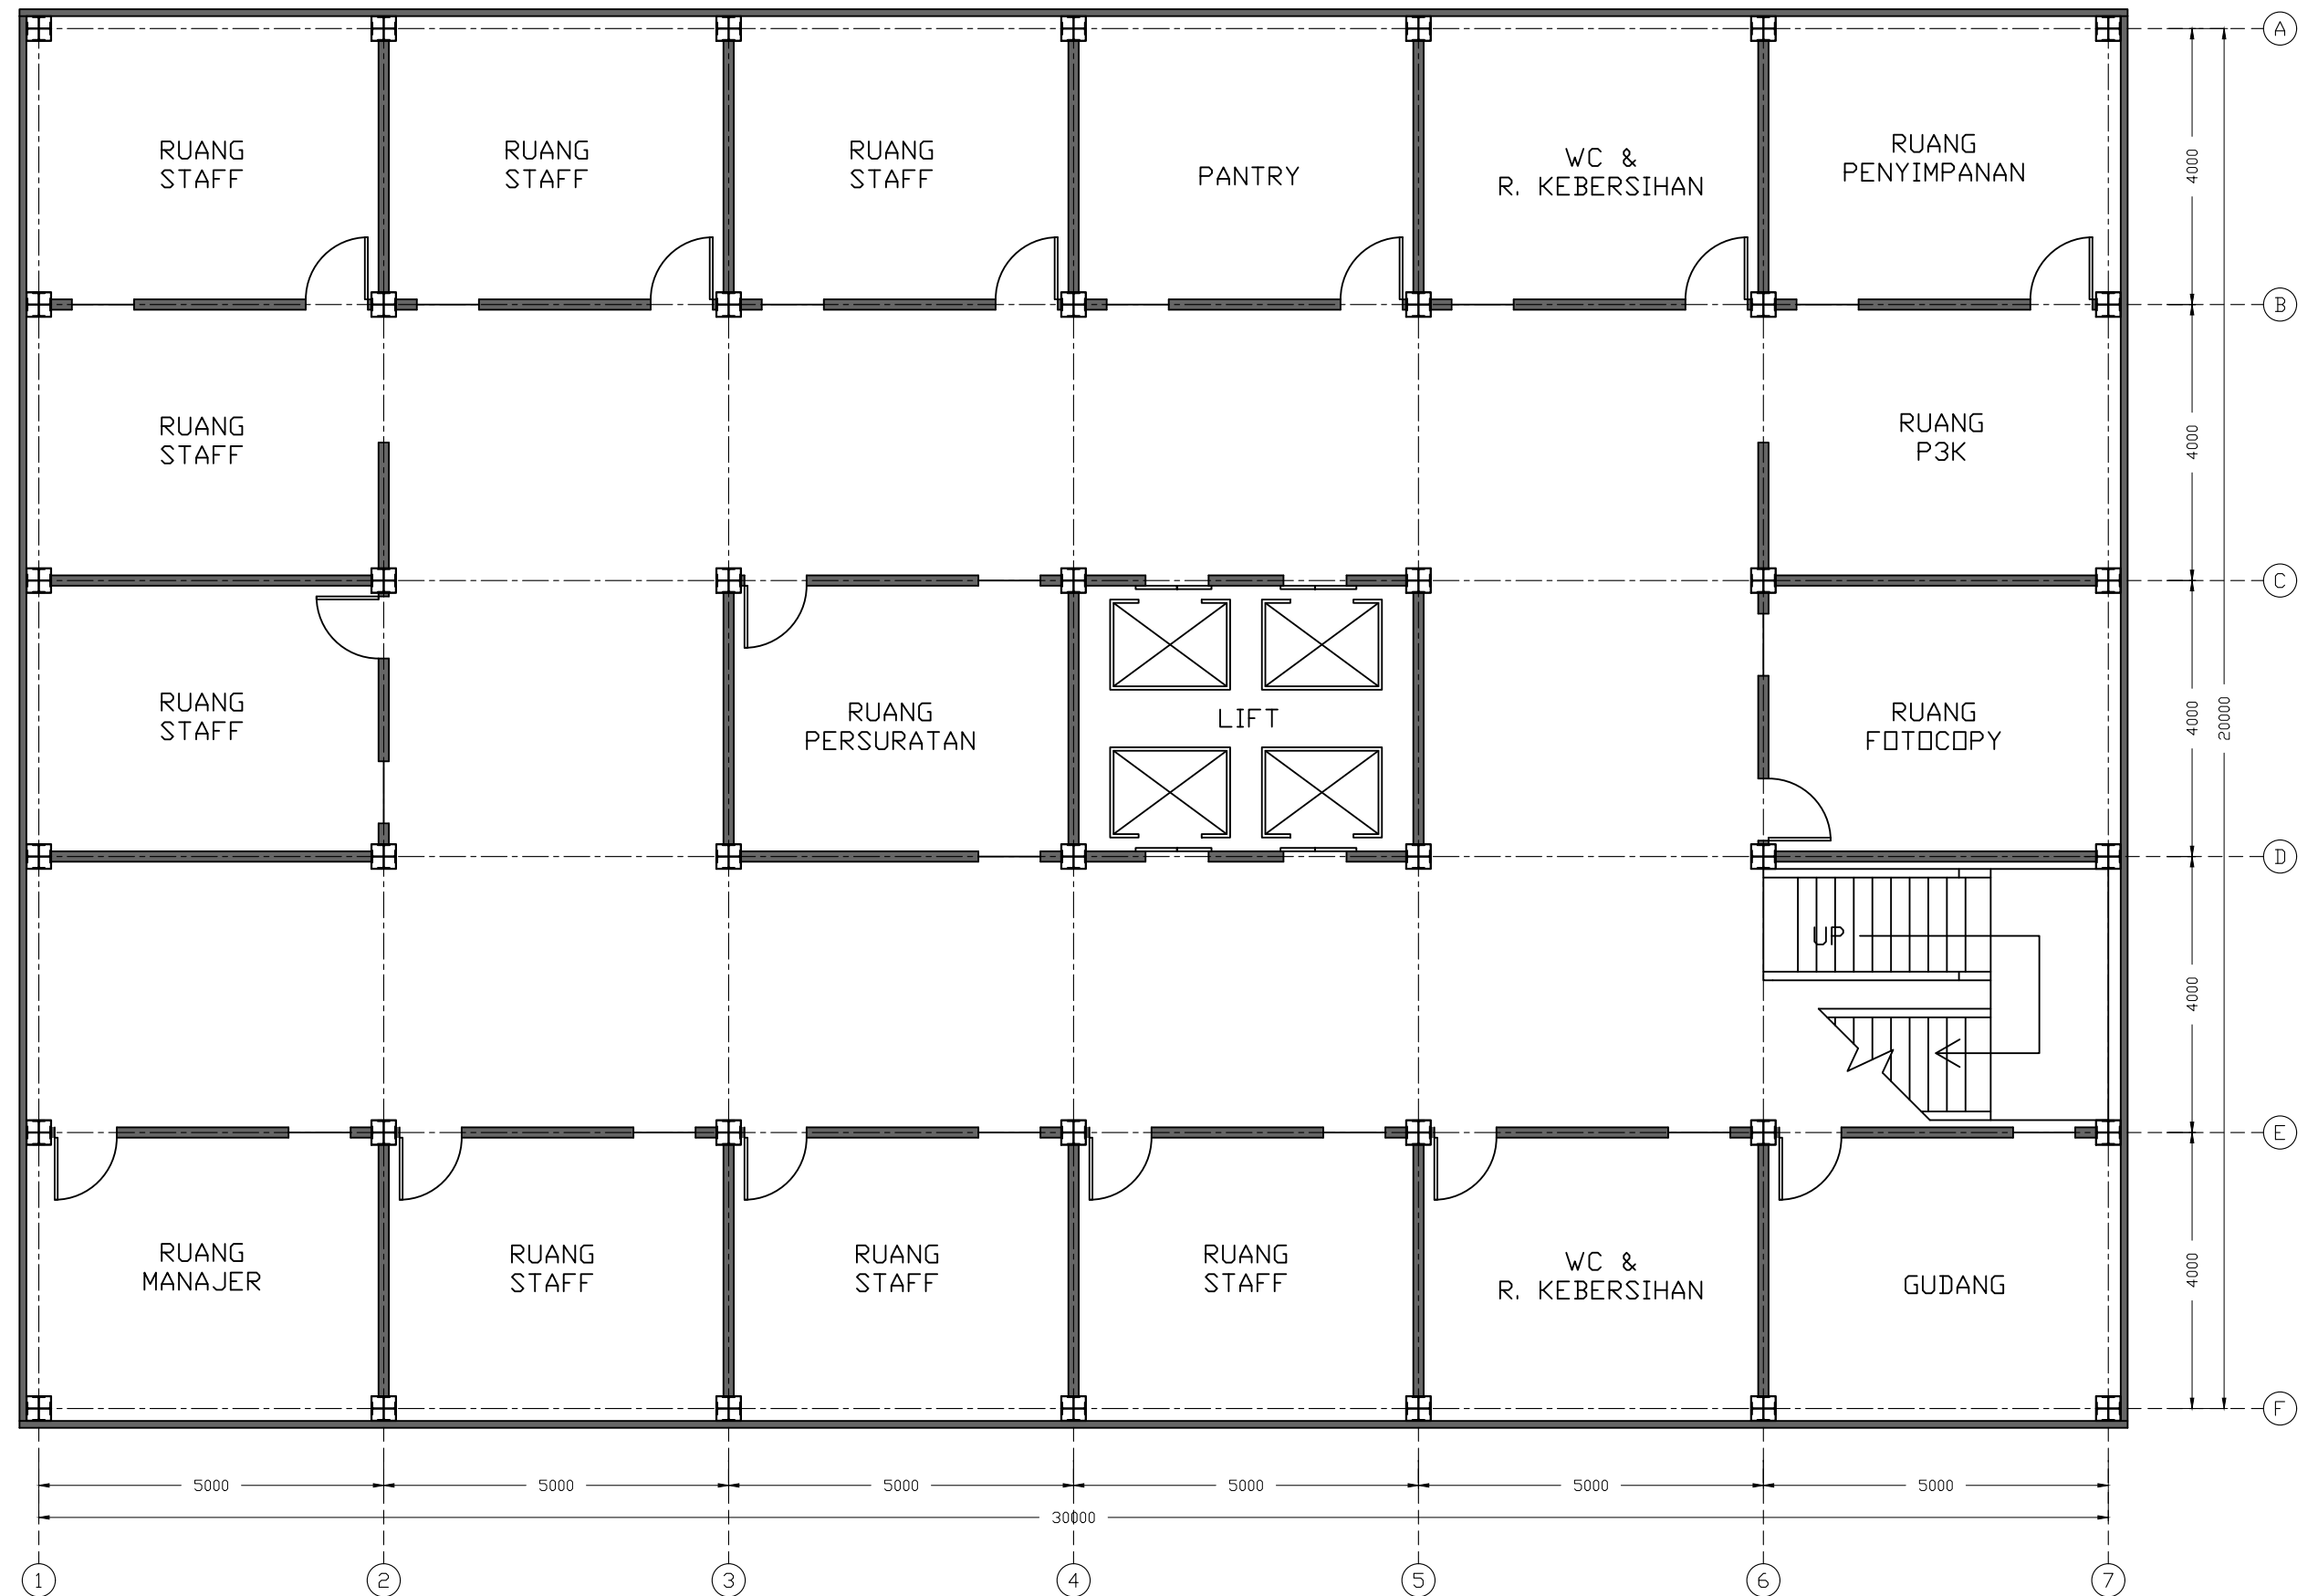 A
RUANG
STAFF
RUANG
STAFF
RUANG
STAFF
PANTRY
WC &
R. KEBERSIHAN
RUANG
PENYIMPANAN
4000
B
RUANG
STAFF
RUANG
P3K
4000
C
RUANG
STAFF
RUANG
PERSURATAN
LIFT
RUANG
FOTOCOPY
4000
20000
D
UP
4000
E
RUANG
MANAJER
RUANG
STAFF
RUANG
STAFF
RUANG
STAFF
WC &
R. KEBERSIHAN
GUDANG
4000
F
5000
5000
5000
5000
5000
5000
30000
1
2
3
4
5
6
7